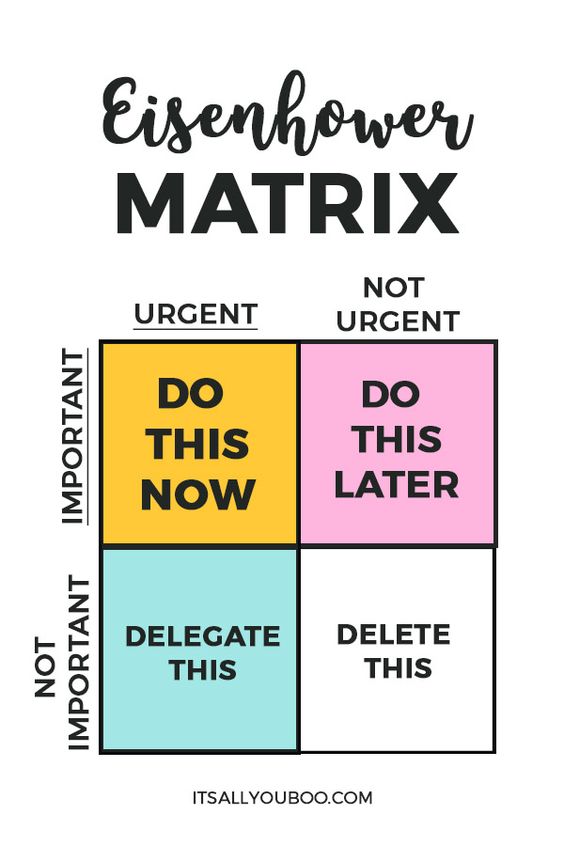 Eisenhower
MATRIX
URGENT
NOT
URGENT
IMPORTANT
DO
THIS
NOW
DO
THIS
LATER
NOT
IMPORTANT
DELEGATE
THIS
DELETE
THIS
ITSALLYOUBOO.COM